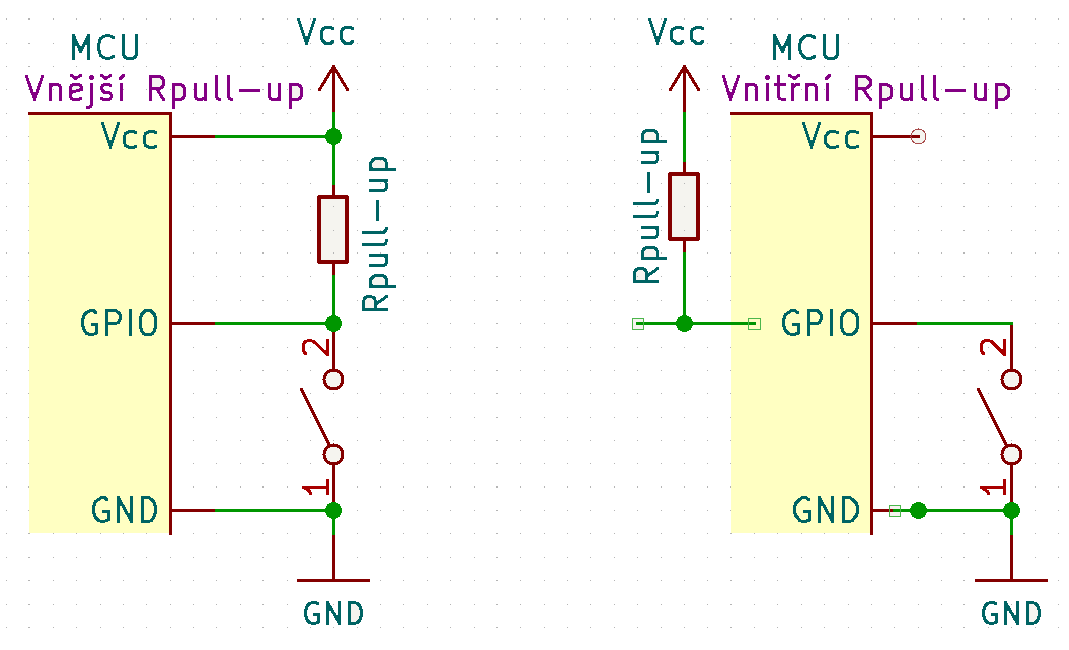 MCU
Vnější Rpull-up
Vcc
Vcc
Rpull-up
GPIO
2
1
GND
GND
Vcc
MCU
Vnitřní Rpull-up
Rpull-up
Vcc
GPIO
2
1
GND
GND